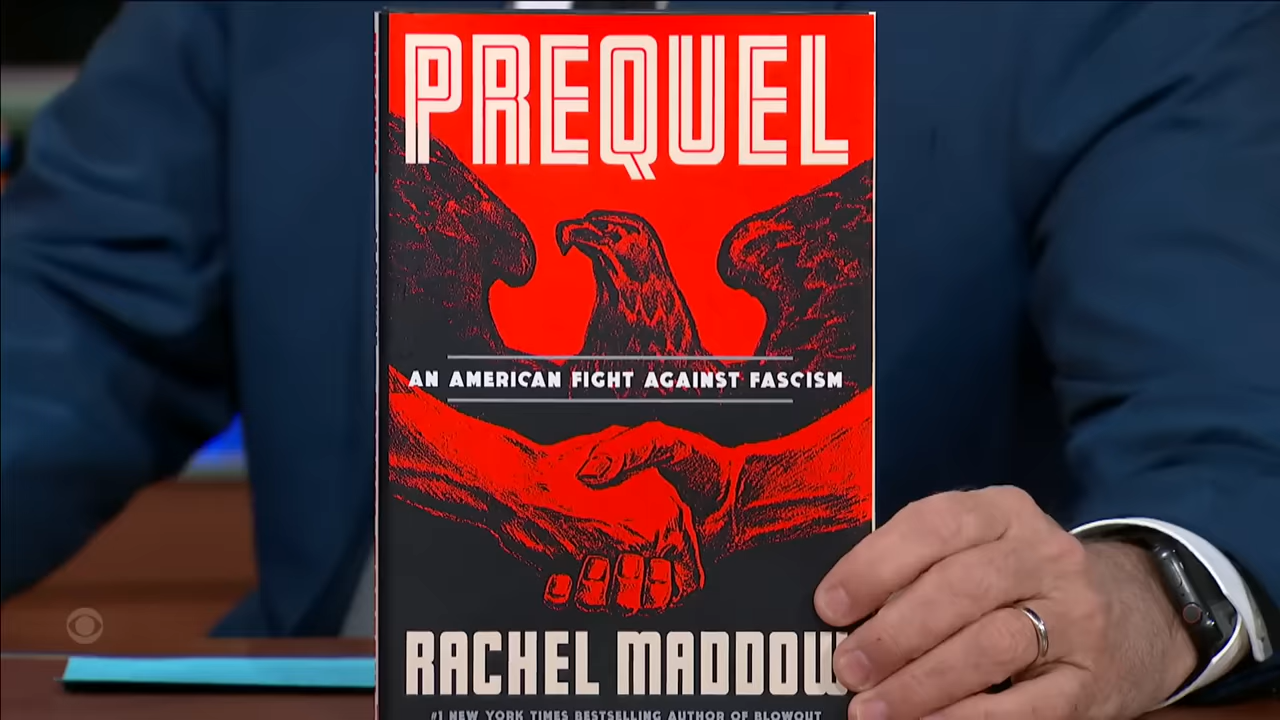 PREQUEL
AN AMERICAN FIGHT AGAINST FASCISM
RACHEL MADDOW
#1 NEW YORK TIMES BESTSELLING AUTHOR OF BLOWOUT